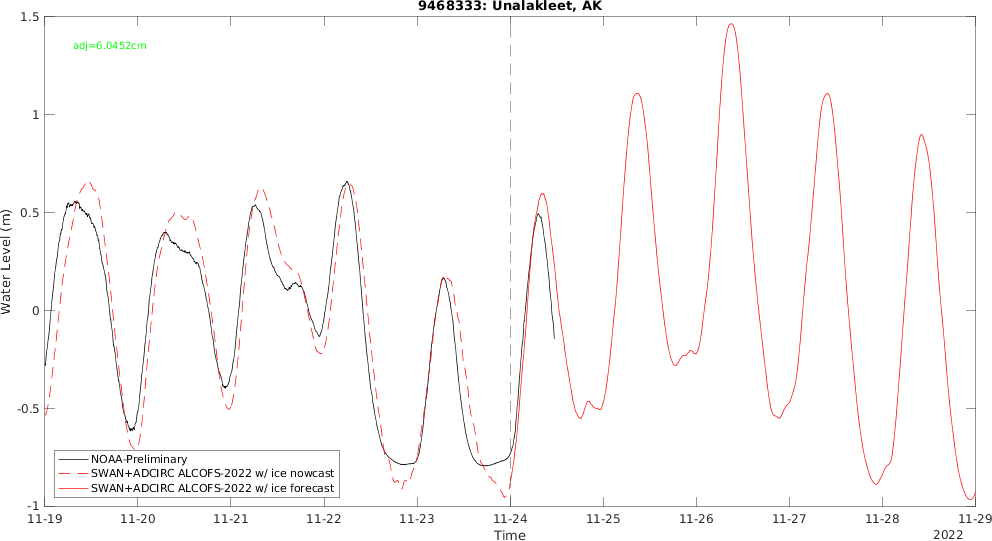 9468333: Unalakleet, AK
adj=6.0452cm
Water Level (m)
1.5
1
0.5
0
-0.5
-1
NOAA-Preliminary
SWAN+ADCIRC ALCOFS-2022 w/ ice nowcast
SWAN+ADCIRC ALCOFS-2022 w/ ice forecast
11-19 11-20 11-21 11-22 11-23 11-24 11-25 11-26 11-27 11-28 11-29
Time
2022